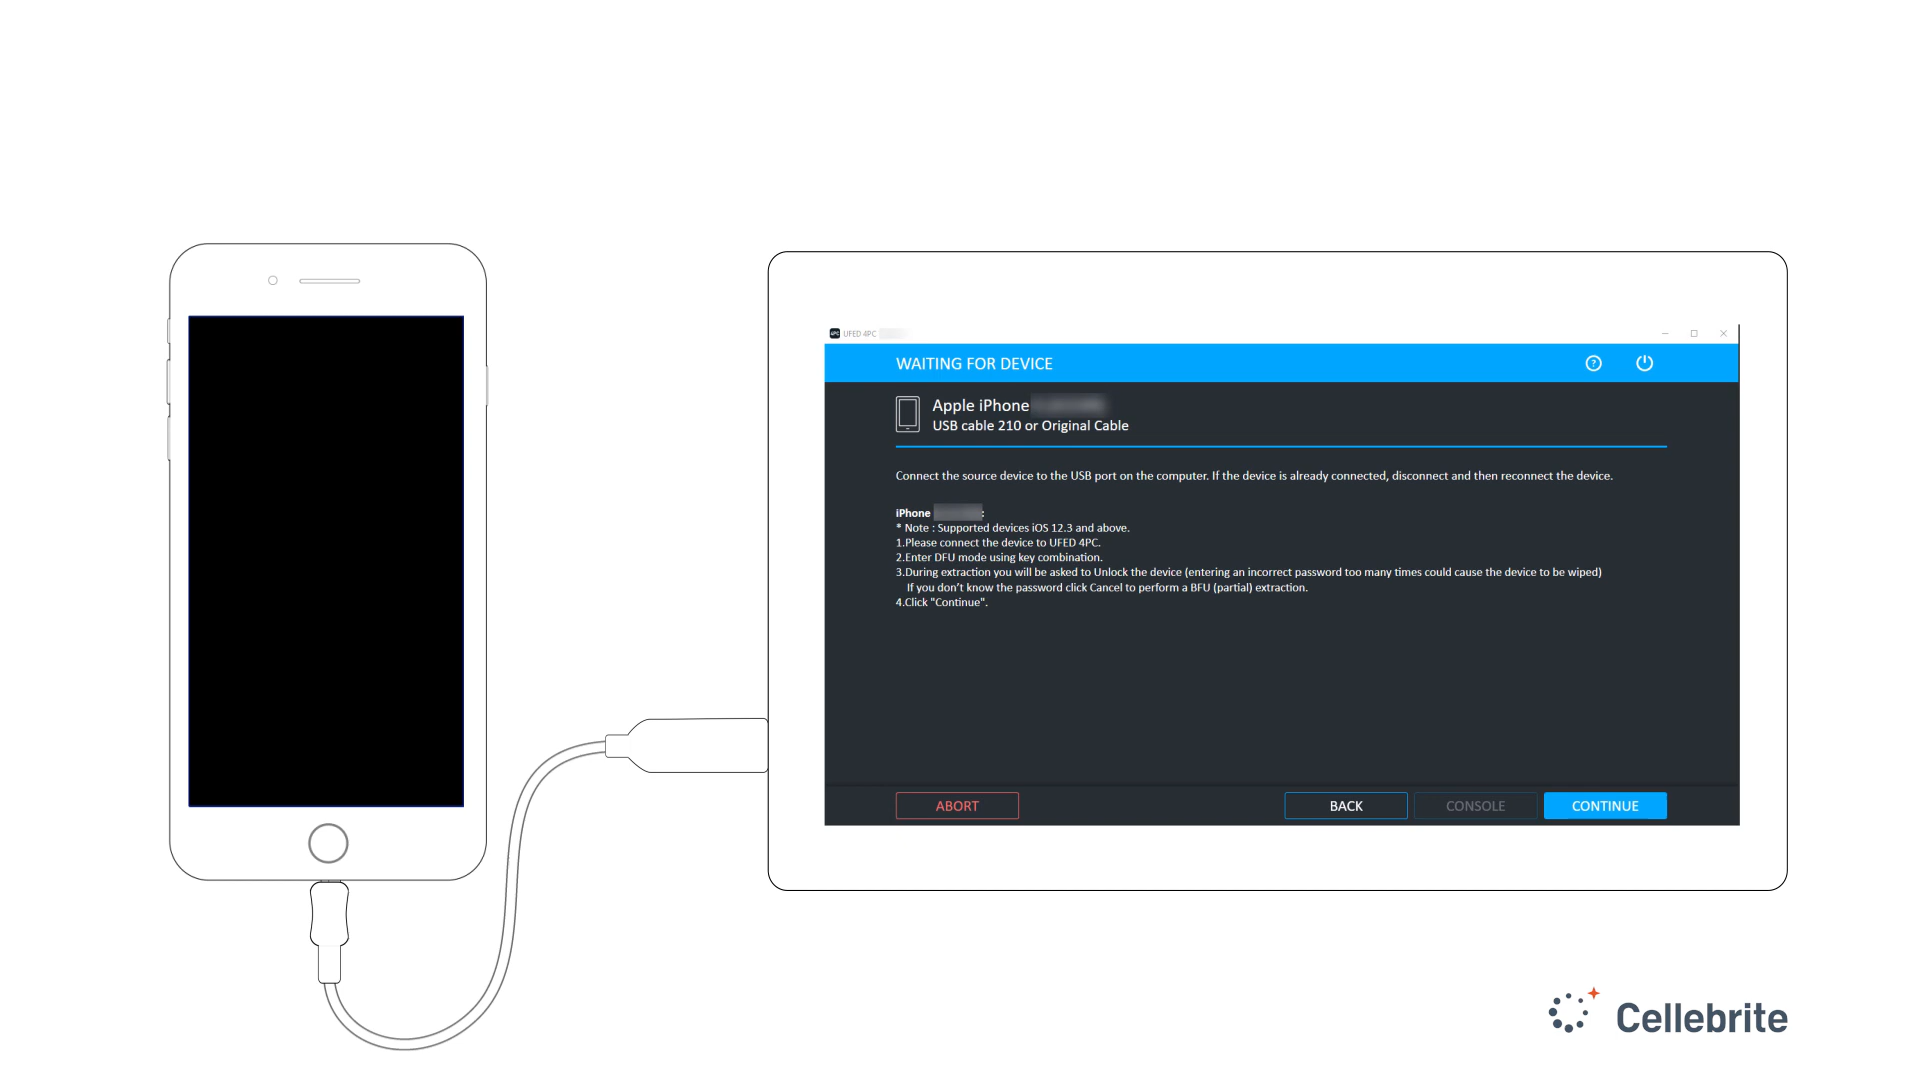 4PC UFED 4PC
WAITING FOR DEVICE
?
Apple iPhone
USB cable 210 or Original Cable
Connect the source device to the USB port on the computer. If the device is already connected, disconnect and then reconnect the device.
iPhone :
* Note : Supported devices iOS 12.3 and above.
1.Please connect the device to UFED 4PC.
2.Enter DFU mode using key combination.
3.During extraction you will be asked to Unlock the device (entering an incorrect password too many times could cause the device to be wiped)
If you don't know the password click Cancel to perform a BFU (partial) extraction.
4.Click "Continue".
ABORT
BACK
CONSOLE
CONTINUE
Cellebrite